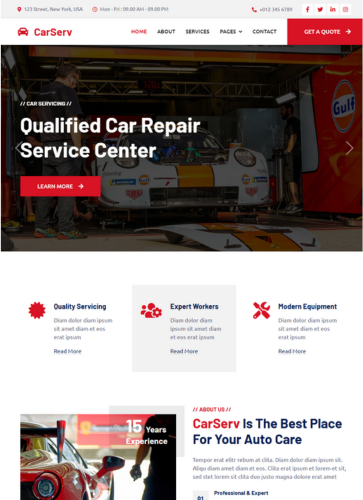 123 Street, New York, USA
Mon - Fri : 09.00 AM - 09.00 PM
+012 345 6789
CarServ
HOME
ABOUT
SERVICES
PAGES
CONTACT
GET A QUOTE
// CAR SERVICING //
Qualified Car Repair
Service Center
Gulf
LEARN MORE
Quality Servicing
Diam dolor diam ipsum
sit amet diam et eos
erat ipsum
Read More
Expert Workers
Diam dolor diam
ipsum sit amet diam
et eos erat ipsum
Read More
Modern Equipment
Diam dolor diam ipsum
sit amet diam et eos
erat ipsum
Read More
15 Years
Experience
// ABOUT US //
CarServ Is The Best Place
For Your Auto Care
Tempor erat elitr rebum at clita. Diam dolor diam ipsum sit.
Aliqu diam amet diam et eos. Clita erat ipsum et lorem et sit,
sed stet lorem sit clita duo justo magna dolore erat amet
01
Professional & Expert